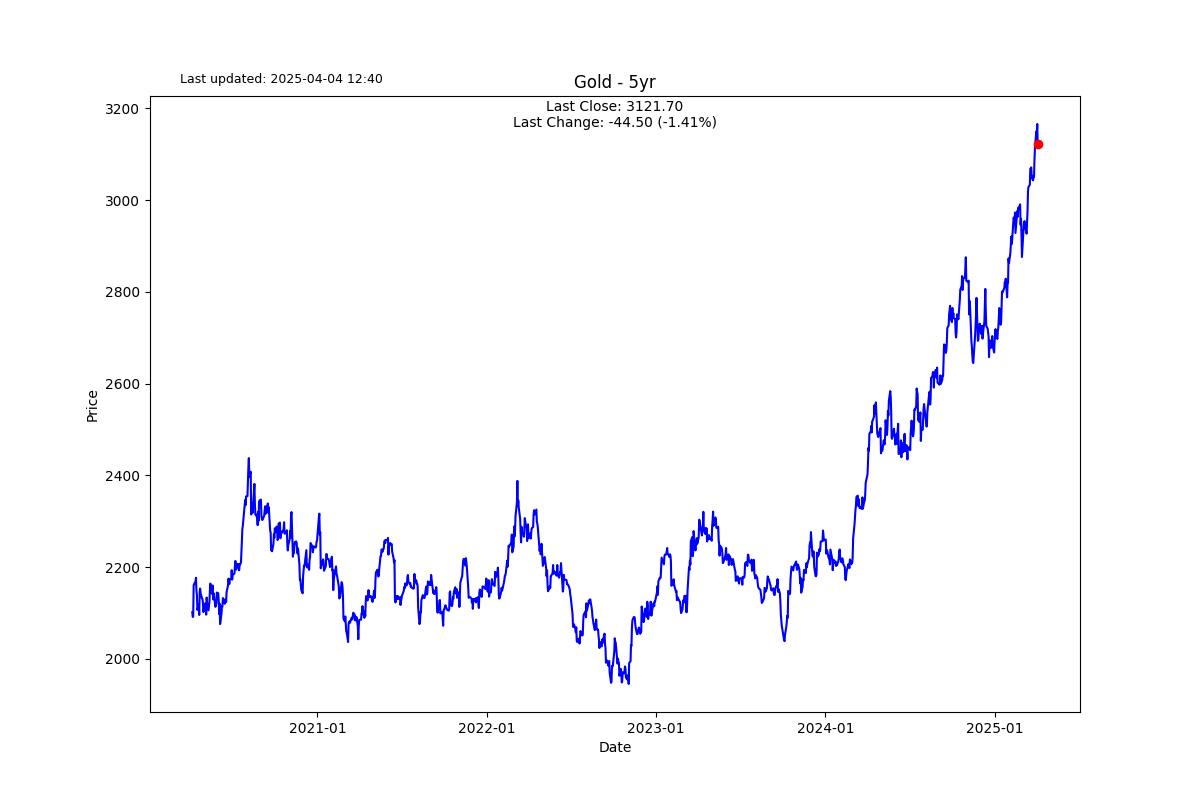 Last updated: 2025-04-04 12:40
Gold - 5yr
Last Close: 3121.70
Last Change: -44.50 (-1.41%)
3200
3000
2800
2600
2400
2200
2000
Price
2021-01
2022-01
2023-01
2024-01
2025-01
Date